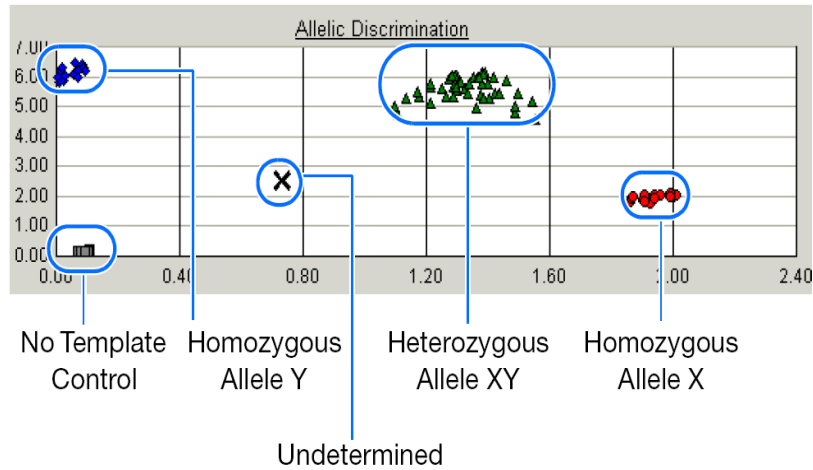 Allelic Discrimination
7.00
6.00
5.00
4.00
3.00
2.00
1.00
0.00
0.00 0.40 0.80 1.20 1.60 2.00 2.40
No Template Control
Homozygous Allele Y
Heterozygous Allele XY
Homozygous Allele X
Undetermined